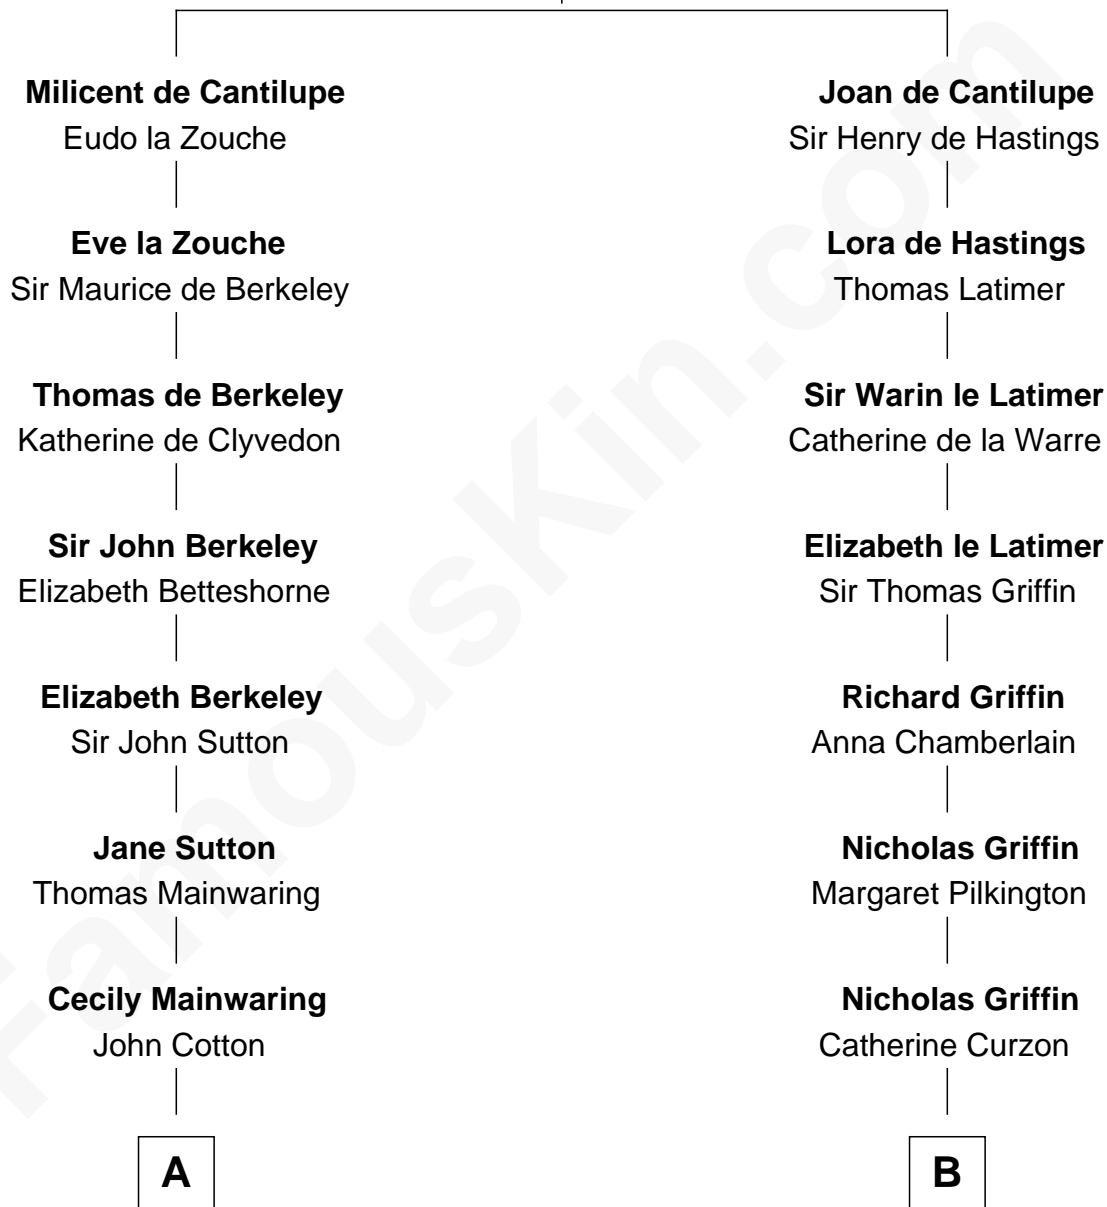 Milicent de Cantilupe
Eudo la Zouche
Eve la Zouche
Sir Maurice de Berkeley
Thomas de Berkeley
Katherine de Clyvedon
Sir John Berkeley
Elizabeth Betteshorne
Elizabeth Berkeley
Sir John Sutton
Jane Sutton
Thomas Mainwaring
Cecily Mainwaring
John Cotton
A
Joan de Cantilupe
Sir Henry de Hastings
Lora de Hastings
Thomas Latimer
Sir Warin le Latimer
Catherine de la Warre
Elizabeth le Latimer
Sir Thomas Griffin
Richard Griffin
Anna Chamberlain
Nicholas Griffin
Margaret Pilkington
Nicholas Griffin
Catherine Curzon
B
FamousKin.com